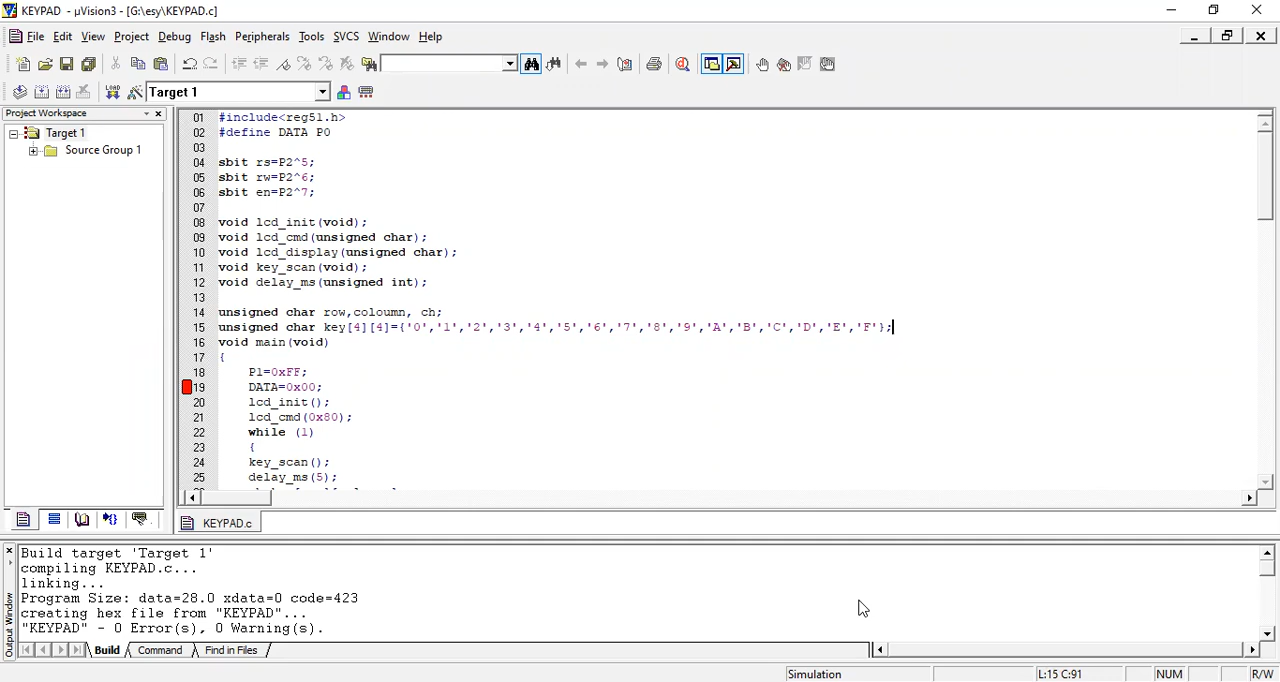 KEYPAD - µVision3 - [G:\esy\KEYPAD.c]
File Edit View Project Debug Flash Peripherals Tools SVCS Window Help
LOAD Target 1
Project Workspace
Target 1
Source Group 1
01 #include<reg51.h>
02 #define DATA P0
03
04 sbit rs=P2^5;
05 sbit rw=P2^6;
06 sbit en=P2^7;
07
08 void lcd_init(void);
09 void lcd_cmd(unsigned char);
10 void lcd_display(unsigned char);
11 void key_scan(void);
12 void delay_ms(unsigned int);
13
14 unsigned char row,coloumn, ch;
15 unsigned char key[4][4]={'0','1','2','3','4','5','6','7','8','9','A','B','C','D','E','F'};
16 void main(void)
17 {
18 P1=0xFF;
19 DATA=0x00;
20 lcd_init();
21 lcd_cmd(0x80);
22 while (1)
23 {
24 key_scan();
25 delay_ms(5);
KEYPAD.c
Build target 'Target 1'
compiling KEYPAD.c...
linking...
Program Size: data=28.0 xdata=0 code=423
creating hex file from "KEYPAD"...
"KEYPAD" - 0 Error(s), 0 Warning(s).
Output Window
Build Command Find in Files
Simulation L:15 C:91 NUM R/W